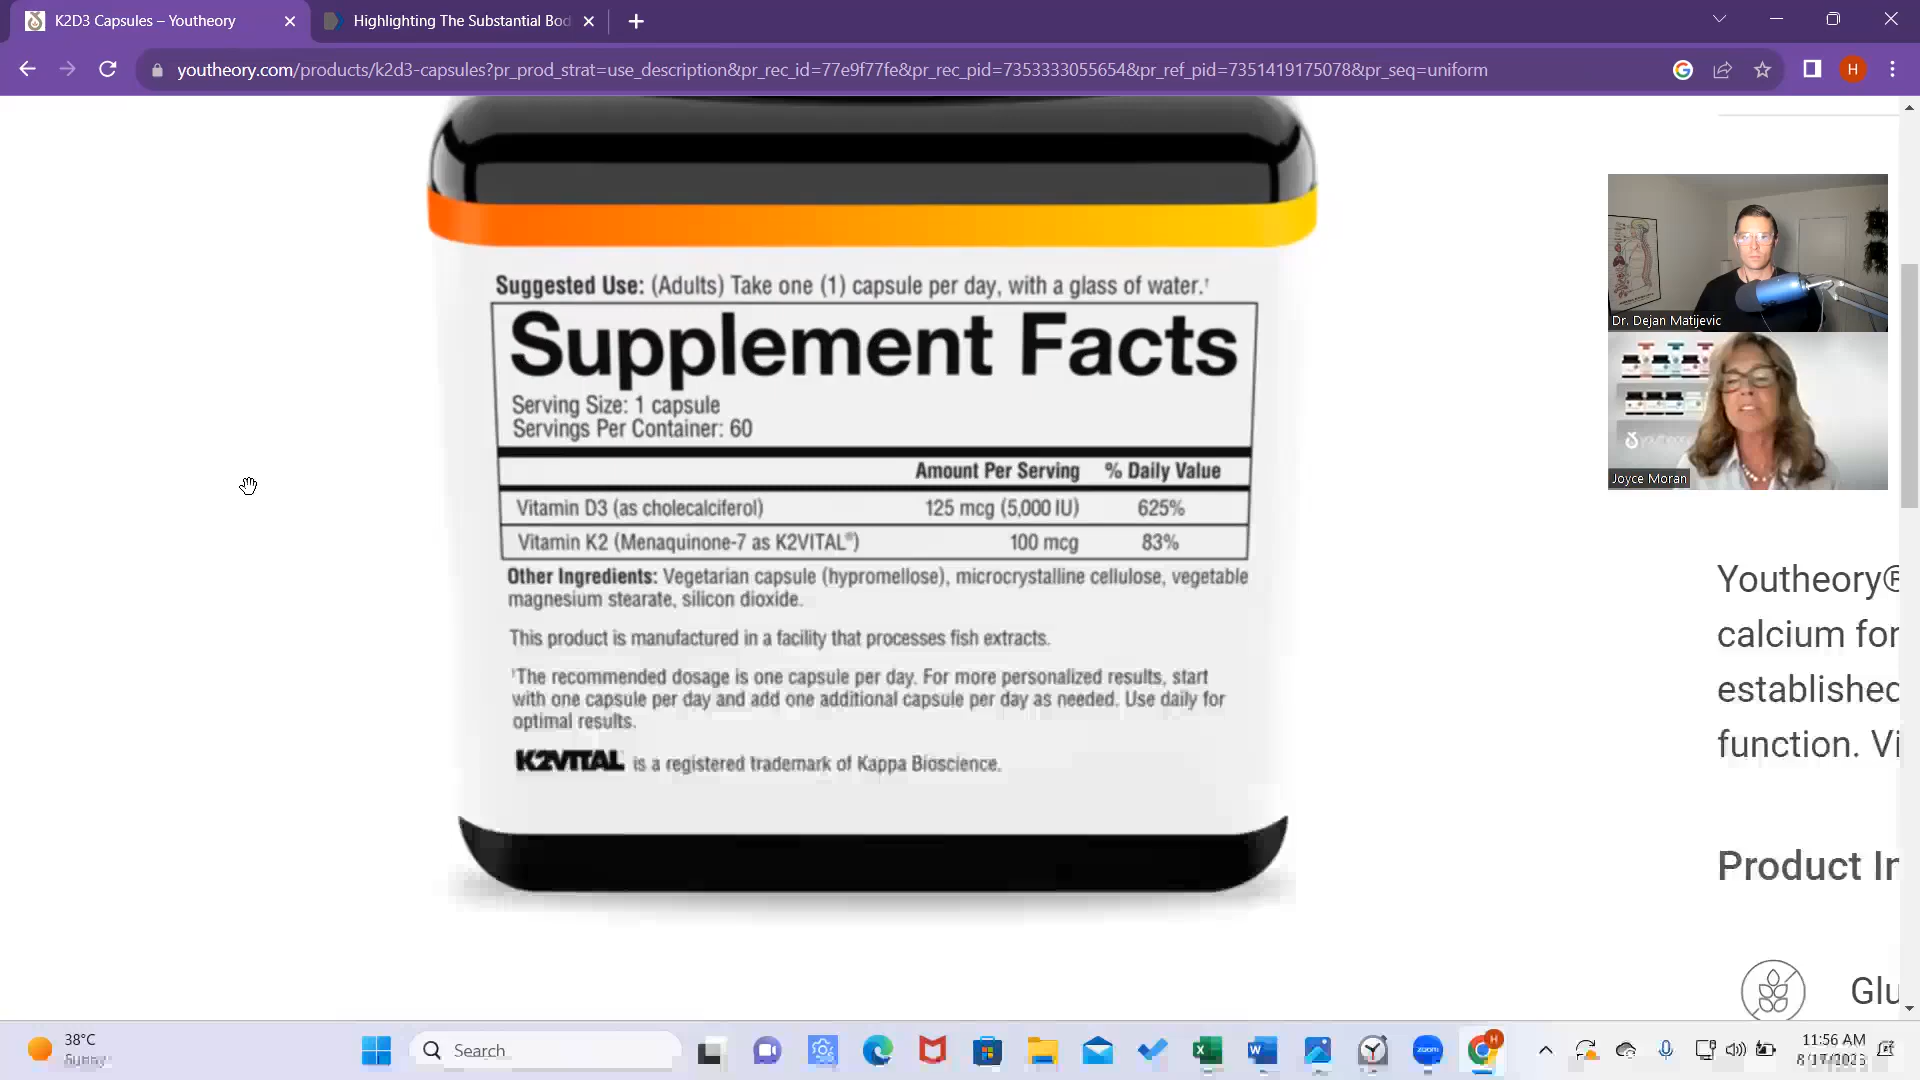 K2D3 Capsules – Youtheory
Highlighting The Substantial Bod
youtheory.com/products/k2d3-capsules?pr_prod_strat=use_description&pr_rec_id=77e9f77fe&pr_rec_pid=7353333055654&pr_ref_pid=7351419175078&pr_seq=uniform
H
Suggested Use: (Adults) Take one (1) capsule per day, with a glass of water.†
Supplement Facts
Serving Size: 1 capsule
Servings Per Container: 60
Amount Per Serving % Daily Value
Vitamin D3 (as cholecalciferol) 125 mcg (5,000 IU) 625%
Vitamin K2 (Menaquinone-7 as K2VITAL®) 100 mcg 83%
Other Ingredients: Vegetarian capsule (hypromellose), microcrystalline cellulose, vegetable
magnesium stearate, silicon dioxide.
This product is manufactured in a facility that processes fish extracts.
†The recommended dosage is one capsule per day. For more personalized results, start
with one capsule per day and add one additional capsule per day as needed. Use daily for
optimal results.
K2VITAL is a registered trademark of Kappa Bioscience.
Dr. Dejan Matijevic
youtheory
Joyce Moran
Youtheory®
calcium for
established
function. Vi
Product In
Glu
38°C
Sunny
Search
zoom
H
11:56 AM
8/17/2023